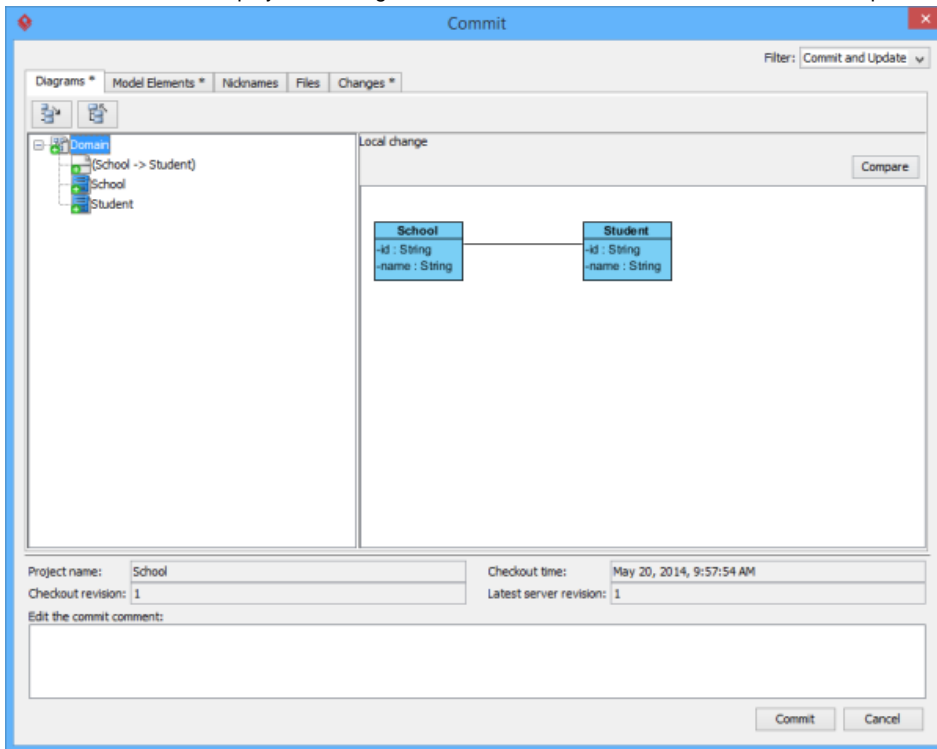 Commit
Filter: Commit and Update
Diagrams * Model Elements * Nicknames Files Changes *
Domain
(School -> Student)
School
Student
Local change
Compare
School
-id : String
-name : String
Student
-id : String
-name : String
Project name: School
Checkout time: May 20, 2014, 9:57:54 AM
Checkout revision: 1
Latest server revision: 1
Edit the commit comment:
Commit Cancel